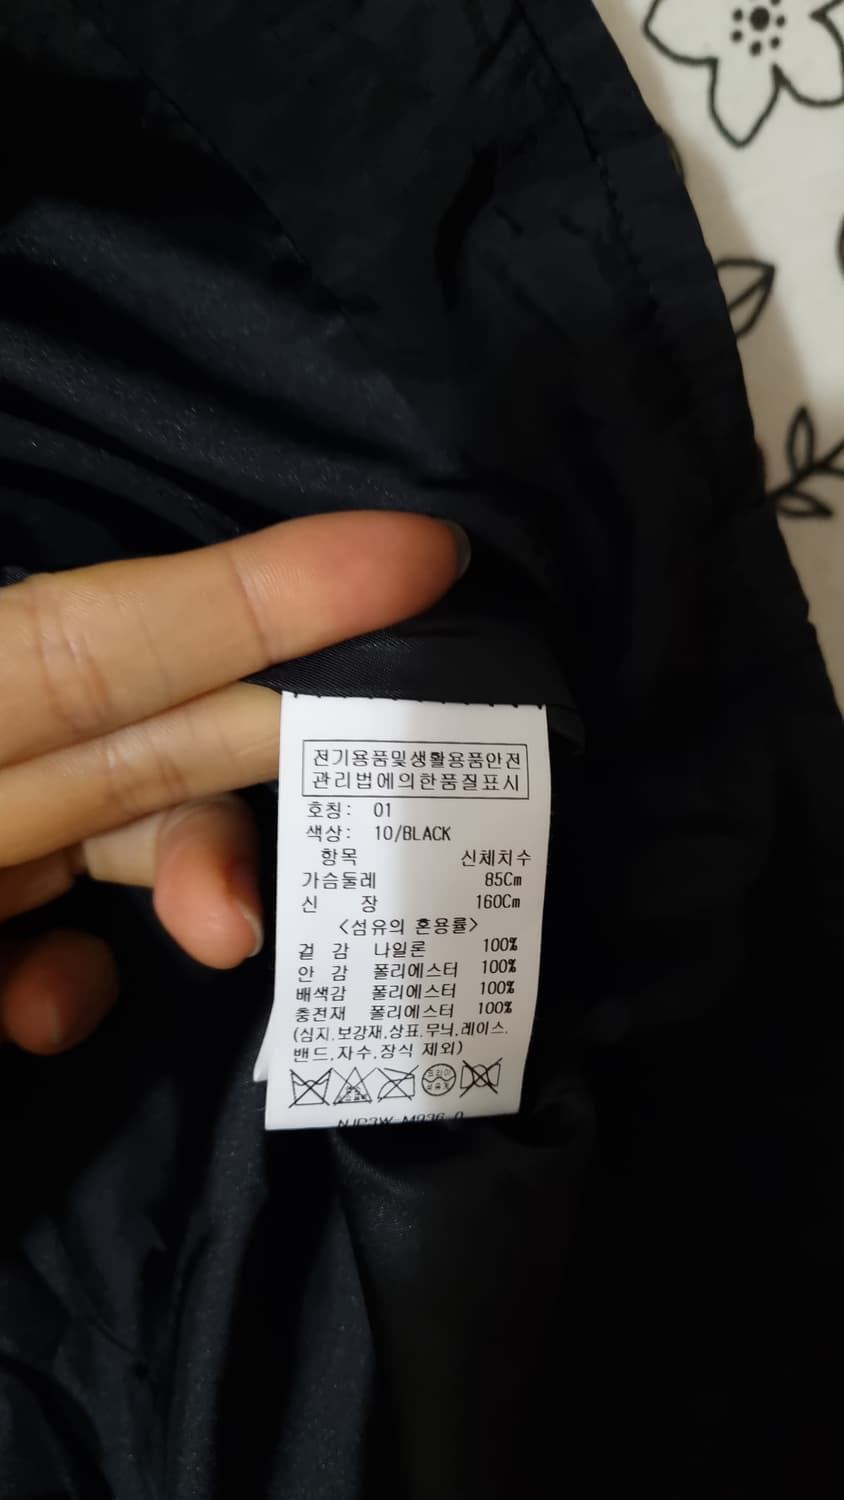 전기용품및생활용품안전
관리법에의한품질표시
호칭: 01
색상: 10/BLACK
항목 신체치수
가슴둘레 85Cm
신 장 160Cm
<섬유의 혼용률>
겉 감 나일론 100%
안 감 폴리에스터 100%
배색감 폴리에스터 100%
충전재 폴리에스터 100%
(심지.보강재,상표.무늬,레이스.
밴드,자수,장식 제외)